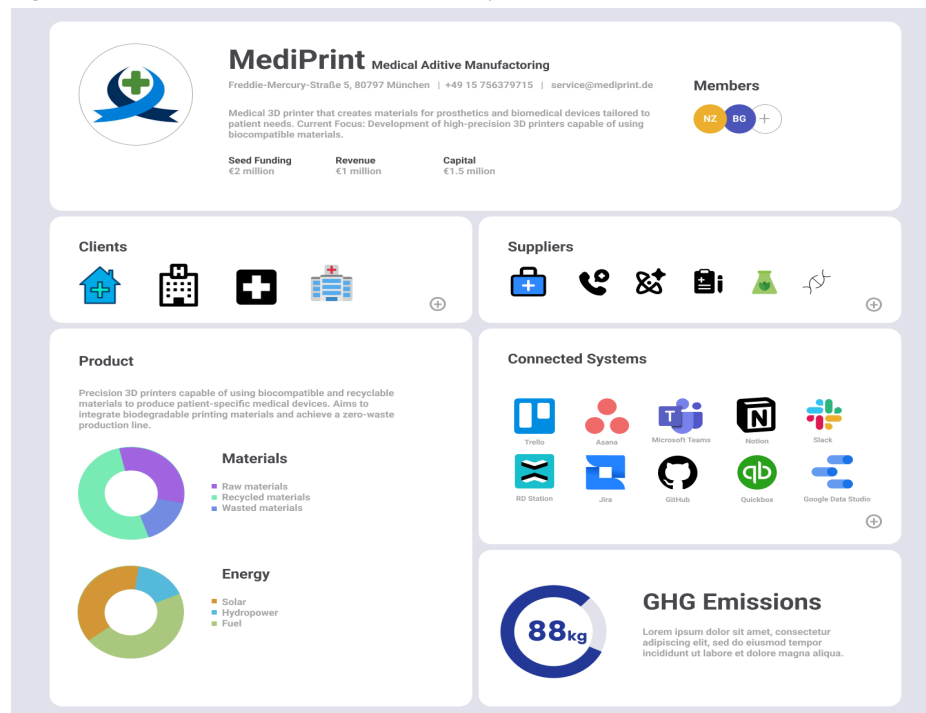 MediPrint Medical Aditive Manufactoring
Freddie-Mercury-Straße 5, 80797 München | +49 15 756379715 | service@mediprint.de
Medical 3D printer that creates materials for prosthetics and biomedical devices tailored to
patient needs. Current Focus: Development of high-precision 3D printers capable of using
biocompatible materials.
Seed Funding Revenue Capital
€2 million €1 million €1.5 milion
Members
NZ BG
Clients
H
Suppliers
Product
Precision 3D printers capable of using biocompatible and recyclable
materials to produce patient-specific medical devices. Aims to
integrate biodegradable printing materials and achieve a zero-waste
production line.
Materials
Raw materials
Recycled materials
Wasted materials
Energy
Solar
Hydropower
Fuel
Connected Systems
T N
Trello Asana Microsoft Teams Notion Slack
qb
RD Station Jira GitHub Quickbox Google Data Studio
88kg
GHG Emissions
Lorem ipsum dolor sit amet, consectetur
adipiscing elit, sed do eiusmod tempor
incididunt ut labore et dolore magna aliqua.